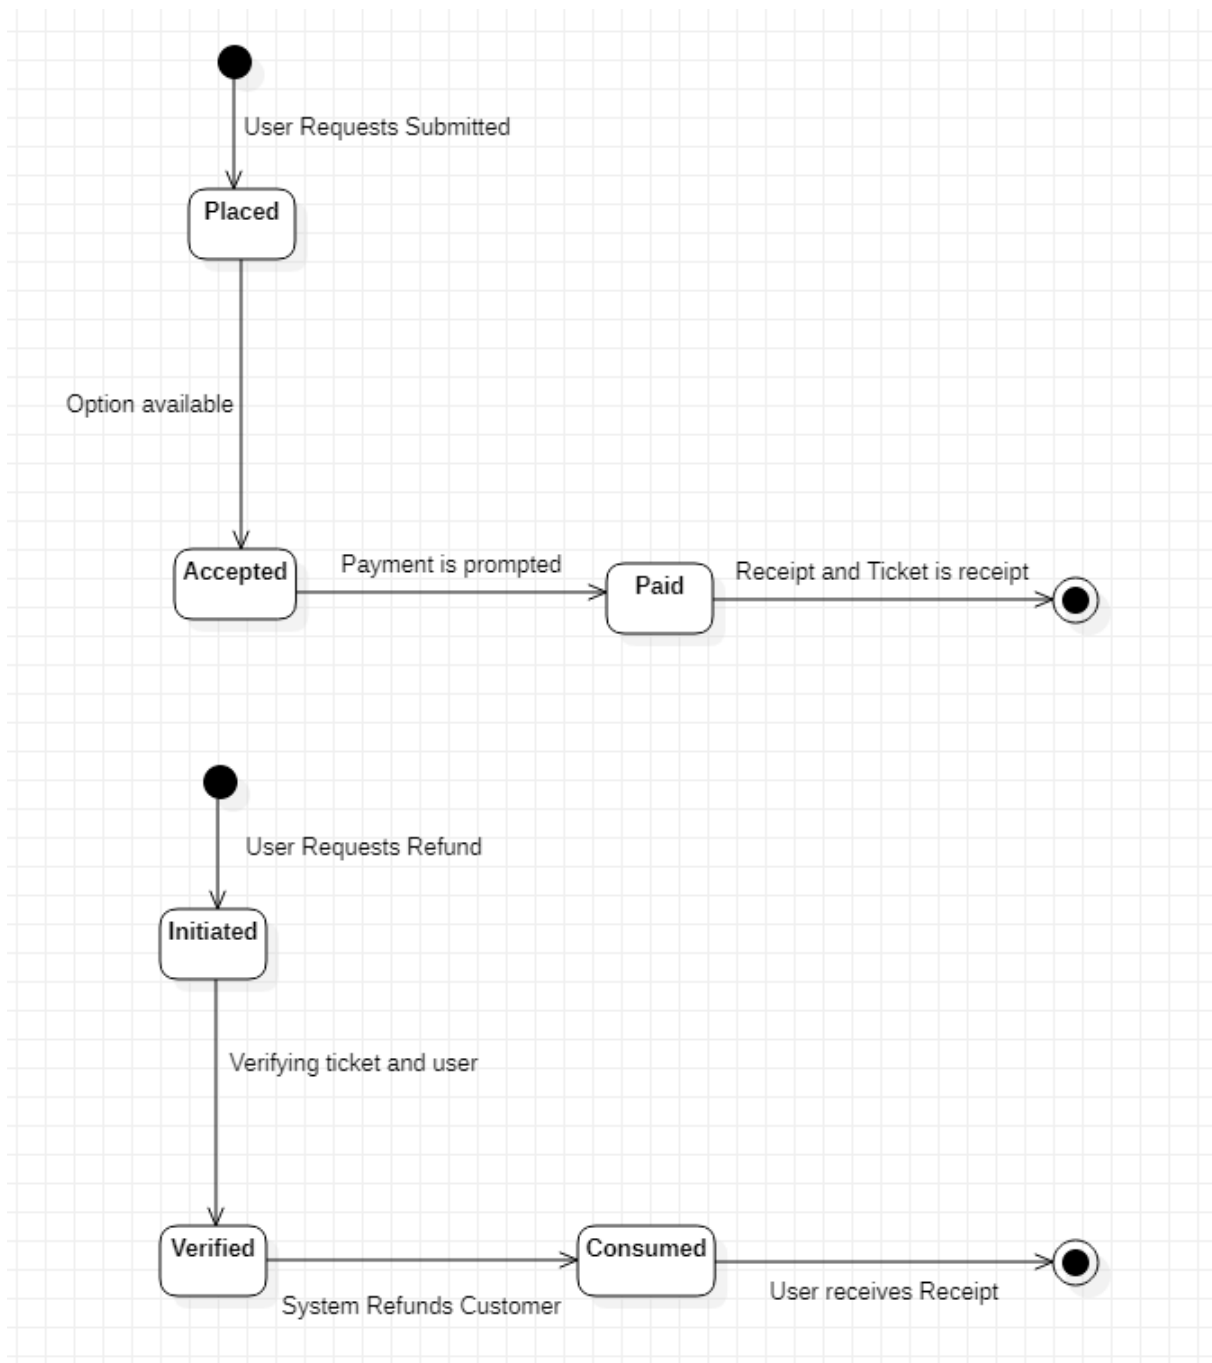 User Requests Submitted
Placed
Option available
Accepted
Payment is prompted
Paid
Receipt and Ticket is receipt
User Requests Refund
Initiated
Verifying ticket and user
Verified
System Refunds Customer
Consumed
User receives Receipt